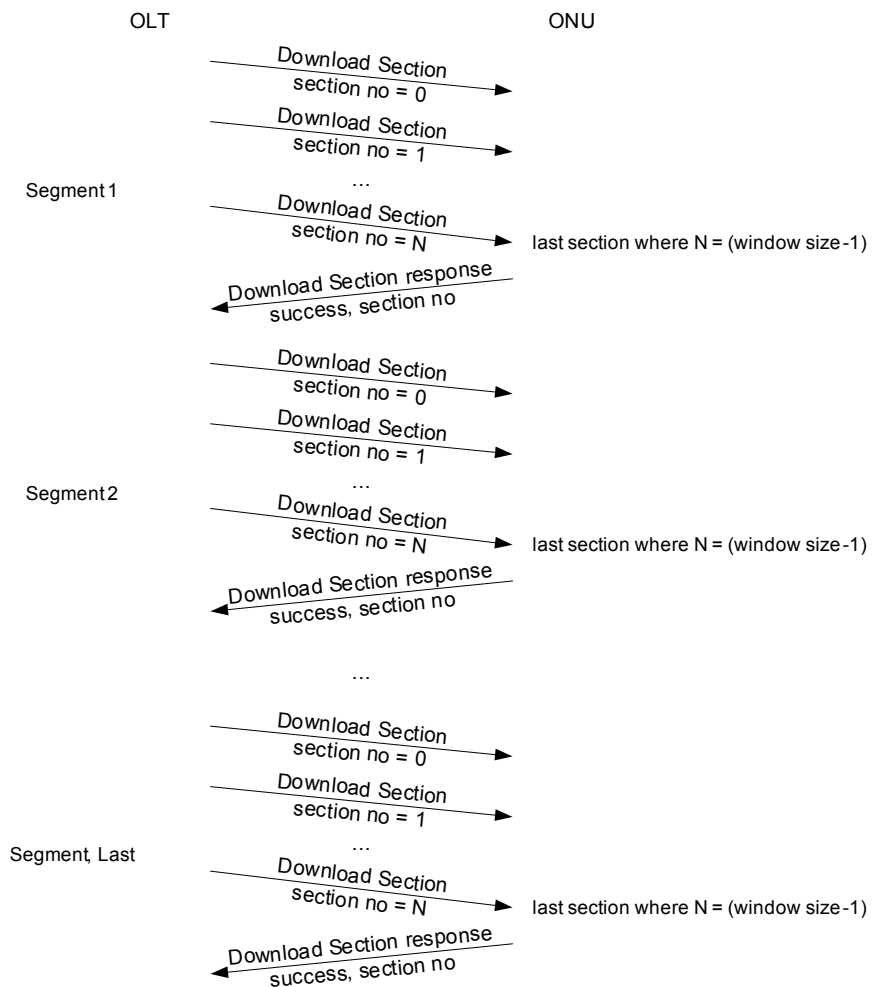 OLT
ONU
Download Section
section no = 0
Download Section
section no = 1
...
Segment 1
Download Section
section no = N
last section where N = (window size-1)
Download Section response
success, section no
Download Section
section no = 0
Download Section
section no = 1
...
Segment 2
Download Section
section no = N
last section where N = (window size-1)
Download Section response
success, section no
...
Download Section
section no = 0
Download Section
section no = 1
...
Segment, Last
Download Section
section no = N
last section where N = (window size-1)
Download Section response
success, section no